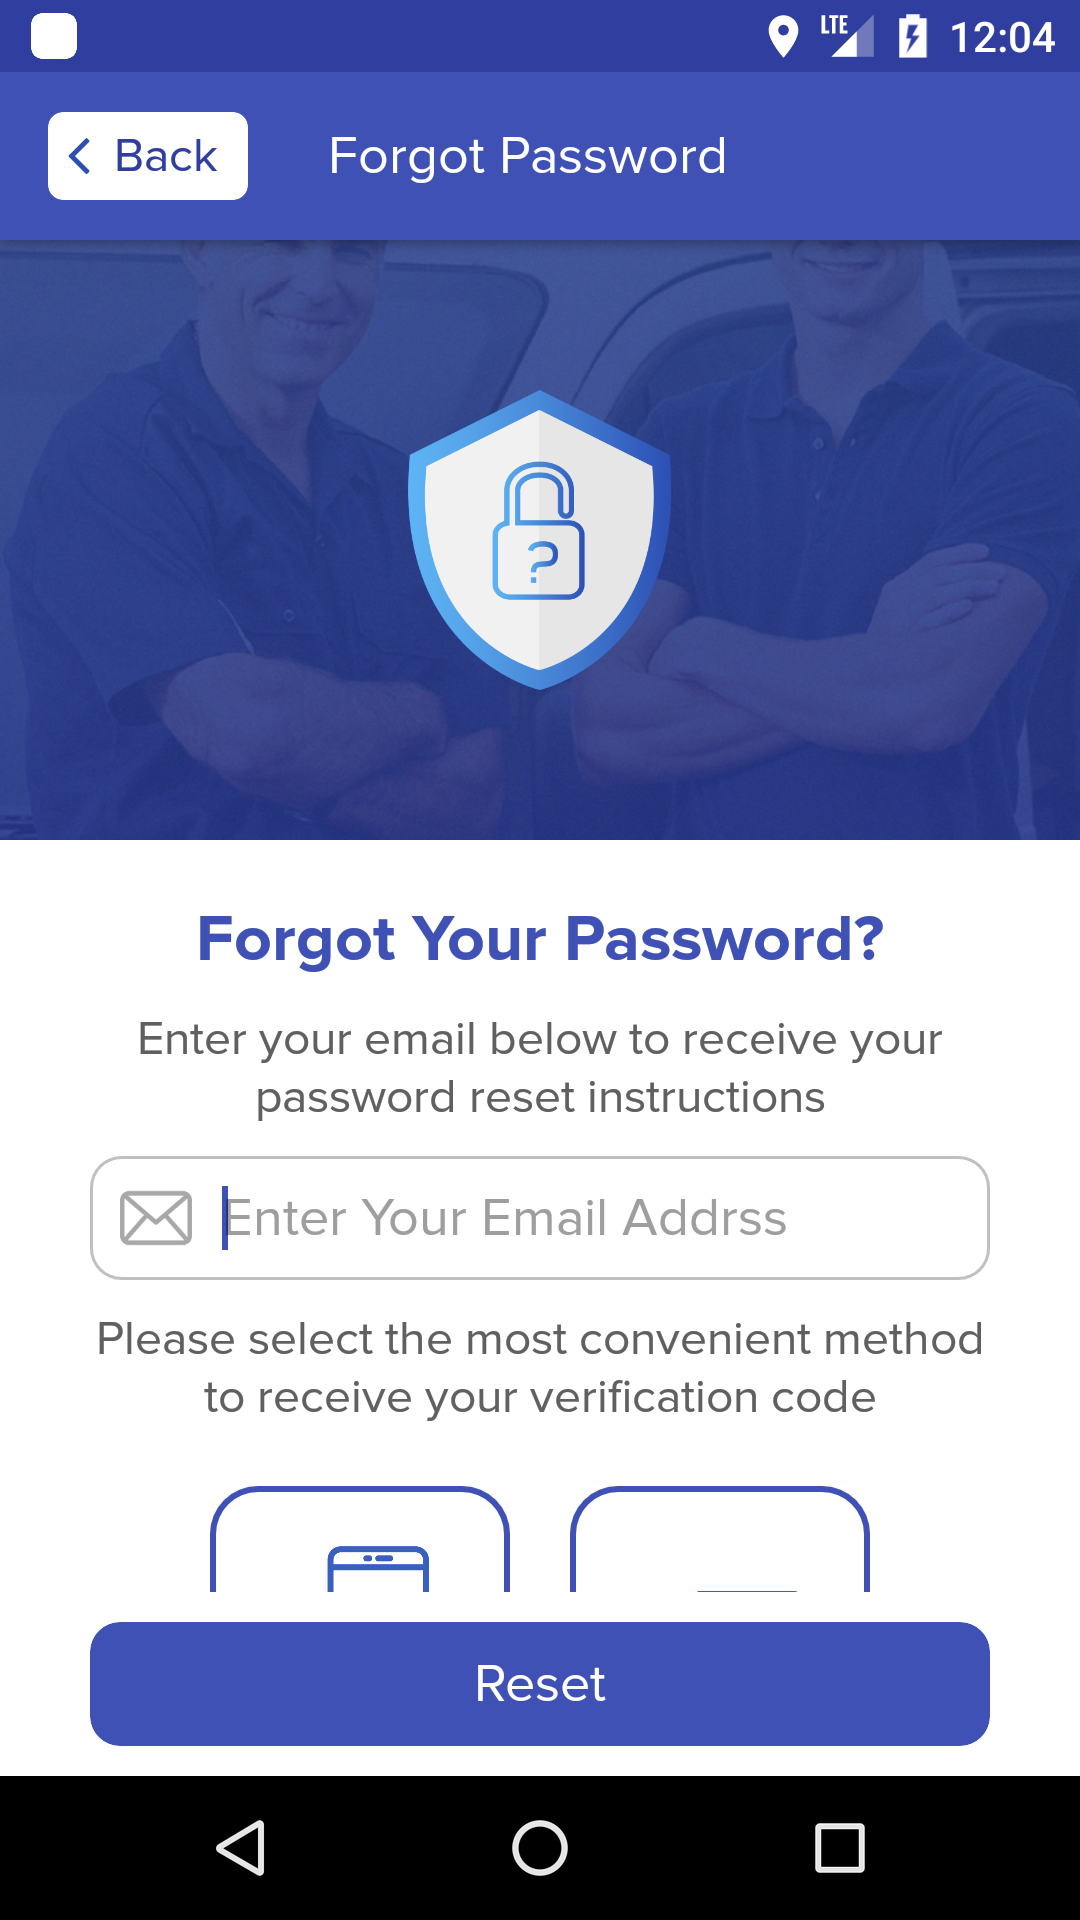 LTE 12:04
Back Forgot Password
?
Forgot Your Password?
Enter your email below to receive your
password reset instructions
Enter Your Email Addrss
Please select the most convenient method
to receive your verification code
Reset